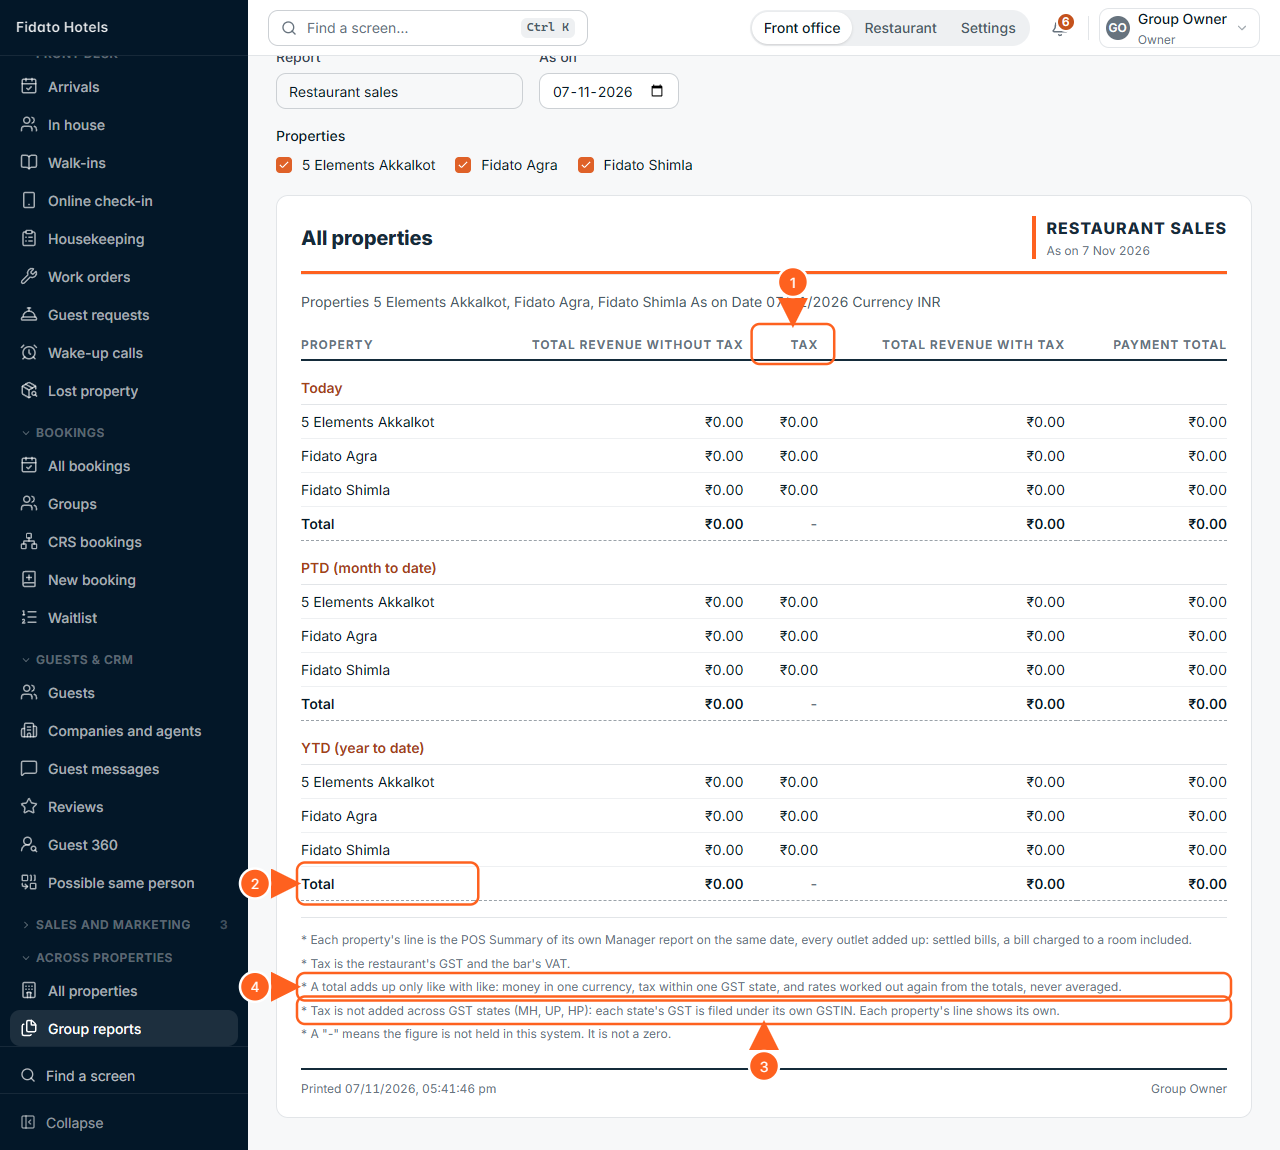 Fidato Hotels
Find a screen...
Ctrl K
Front office
Restaurant
Settings
6
GO
Group Owner
Owner
FRONT DESK
Arrivals
In house
Walk-ins
Online check-in
Housekeeping
Work orders
Guest requests
Wake-up calls
Lost property
BOOKINGS
All bookings
Groups
CRS bookings
New booking
Waitlist
GUESTS & CRM
Guests
Companies and agents
Guest messages
Reviews
Guest 360
Possible same person
SALES AND MARKETING 3
ACROSS PROPERTIES
All properties
Group reports
Find a screen
Collapse
Report
As on
Restaurant sales
07-11-2026
Properties
5 Elements Akkalkot
Fidato Agra
Fidato Shimla
All properties
RESTAURANT SALES
As on 7 Nov 2026
1
Properties 5 Elements Akkalkot, Fidato Agra, Fidato Shimla As on Date /2026 Currency INR
PROPERTY TOTAL REVENUE WITHOUT TAX TAX TOTAL REVENUE WITH TAX PAYMENT TOTAL
Today
5 Elements Akkalkot ₹0.00 ₹0.00 ₹0.00 ₹0.00
Fidato Agra ₹0.00 ₹0.00 ₹0.00 ₹0.00
Fidato Shimla ₹0.00 ₹0.00 ₹0.00 ₹0.00
Total ₹0.00 - ₹0.00 ₹0.00
PTD (month to date)
5 Elements Akkalkot ₹0.00 ₹0.00 ₹0.00 ₹0.00
Fidato Agra ₹0.00 ₹0.00 ₹0.00 ₹0.00
Fidato Shimla ₹0.00 ₹0.00 ₹0.00 ₹0.00
Total ₹0.00 - ₹0.00 ₹0.00
YTD (year to date)
5 Elements Akkalkot ₹0.00 ₹0.00 ₹0.00 ₹0.00
Fidato Agra ₹0.00 ₹0.00 ₹0.00 ₹0.00
Fidato Shimla ₹0.00 ₹0.00 ₹0.00 ₹0.00
2
Total ₹0.00 - ₹0.00 ₹0.00
* Each property's line is the POS Summary of its own Manager report on the same date, every outlet added up: settled bills, a bill charged to a room included.
* Tax is the restaurant's GST and the bar's VAT.
4
* A total adds up only like with like: money in one currency, tax within one GST state, and rates worked out again from the totals, never averaged.
* Tax is not added across GST states (MH, UP, HP): each state's GST is filed under its own GSTIN. Each property's line shows its own.
* A "-" means the figure is not held in this system. It is not a zero.
3
Printed 07/11/2026, 05:41:46 pm
Group Owner